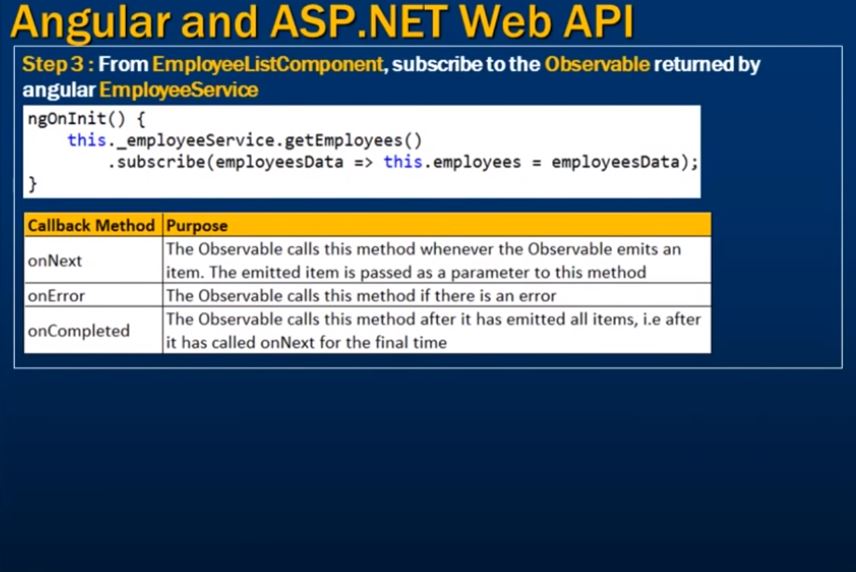 Angular and ASP.NET Web API
Step 3 : From EmployeeListComponent, subscribe to the Observable returned by
angular EmployeeService
ngOnInit() {
    this._employeeService.getEmployees()
        .subscribe(employeesData => this.employees = employeesData);
}
Callback Method Purpose
onNext
The Observable calls this method whenever the Observable emits an
item. The emitted item is passed as a parameter to this method
onError The Observable calls this method if there is an error
onCompleted
The Observable calls this method after it has emitted all items, i.e after
it has called onNext for the final time